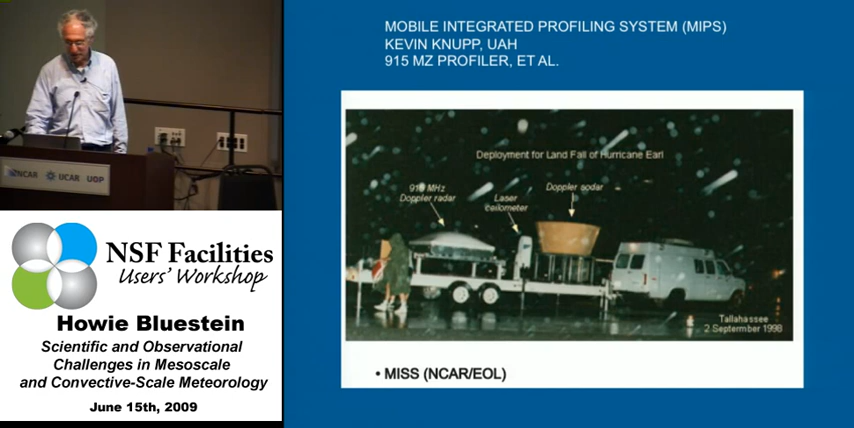 MOBILE INTEGRATED PROFILING SYSTEM (MIPS)
KEVIN KNUPP, UAH
915 MZ PROFILER, ET AL.
Deployment for Land Fall of Hurricane Earl
915 MHz
Doppler radar
Laser
ceilometer
Doppler sodar
Tallahassee
2 September 1998
• MISS (NCAR/EOL)
NCAR UCAR UOP
NSF Facilities
Users' Workshop
Howie Bluestein
Scientific and Observational
Challenges in Mesoscale
and Convective-Scale Meteorology
June 15th, 2009